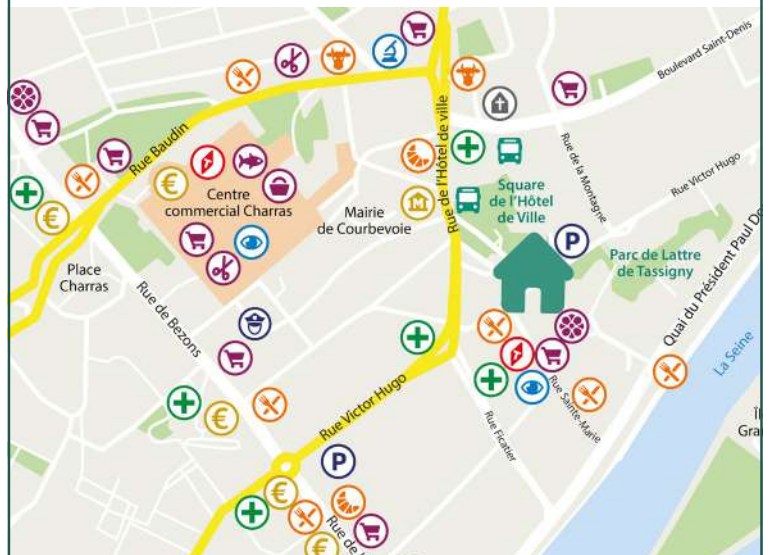 Boulevard Saint-Denis
Rue Baudin
Rue de l'Hôtel de ville
Rue de la Montagne
Rue Victor Hugo
Centre
commercial Charras
Mairie
de Courbevoie
Square
de l'Hôtel
de Ville
P
Parc de Lattre
de Tassigny
Quai du Président Paul
La Seine
Place
Charras
Rue de Bezons
Rue Victor Hugo
Rue Sainte-Marie
Rue Ficatier
P
Rue de
€
€
€
€
€